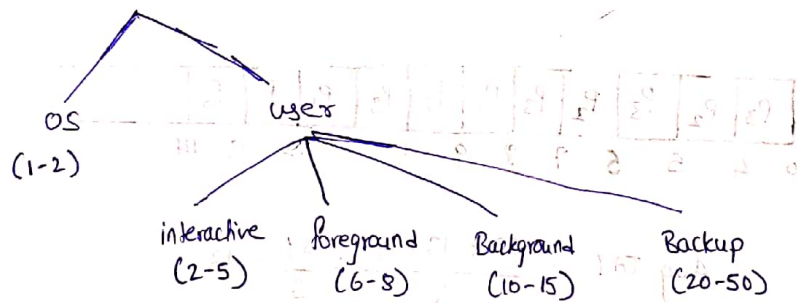 OS
user
(1-2)
interactive foreground Background Backup
(2-5) (6-8) (10-15) (20-50)